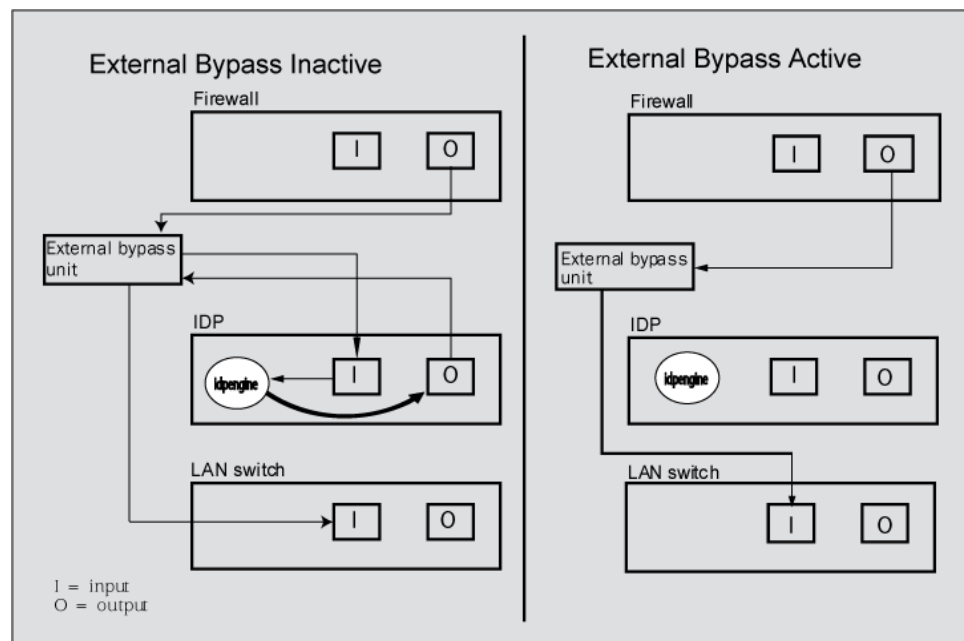 External Bypass Inactive
Firewall
I
O
External bypass
unit
IDP
idpengine
I
O
LAN switch
I
O
I = input
O = output
External Bypass Active
Firewall
I
O
External bypass
unit
IDP
idpengine
I
O
LAN switch
I
O